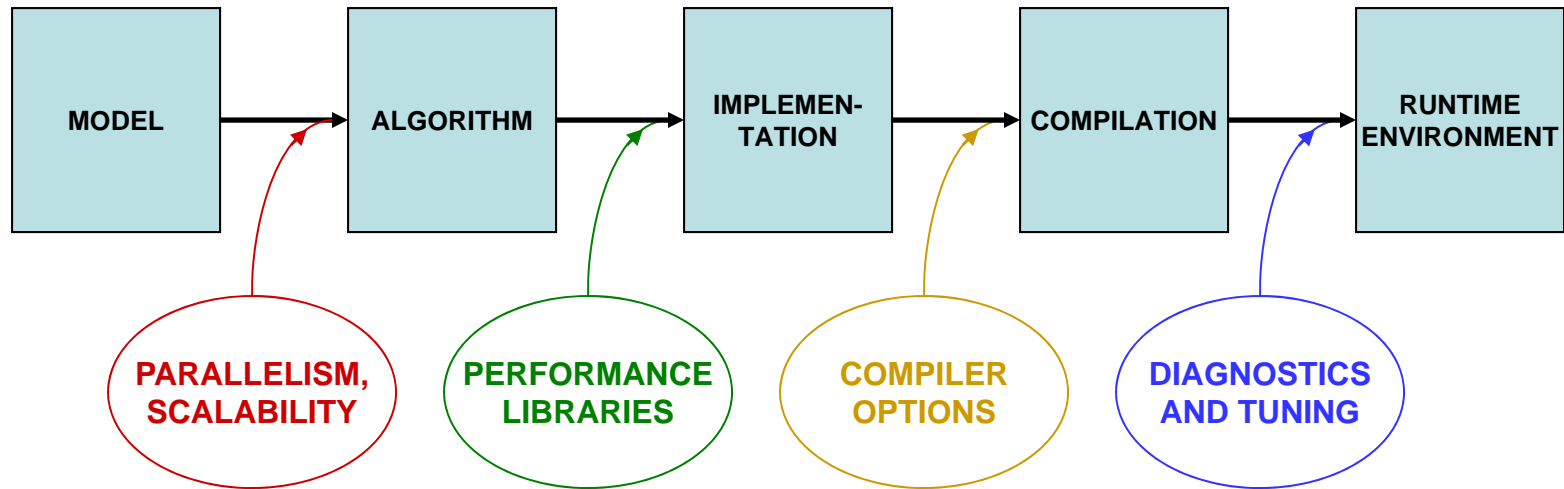 MODEL
ALGORITHM
IMPLEMEN-
TATION
COMPILATION
RUNTIME
ENVIRONMENT
PARALLELISM,
SCALABILITY
PERFORMANCE
LIBRARIES
COMPILER
OPTIONS
DIAGNOSTICS
AND TUNING